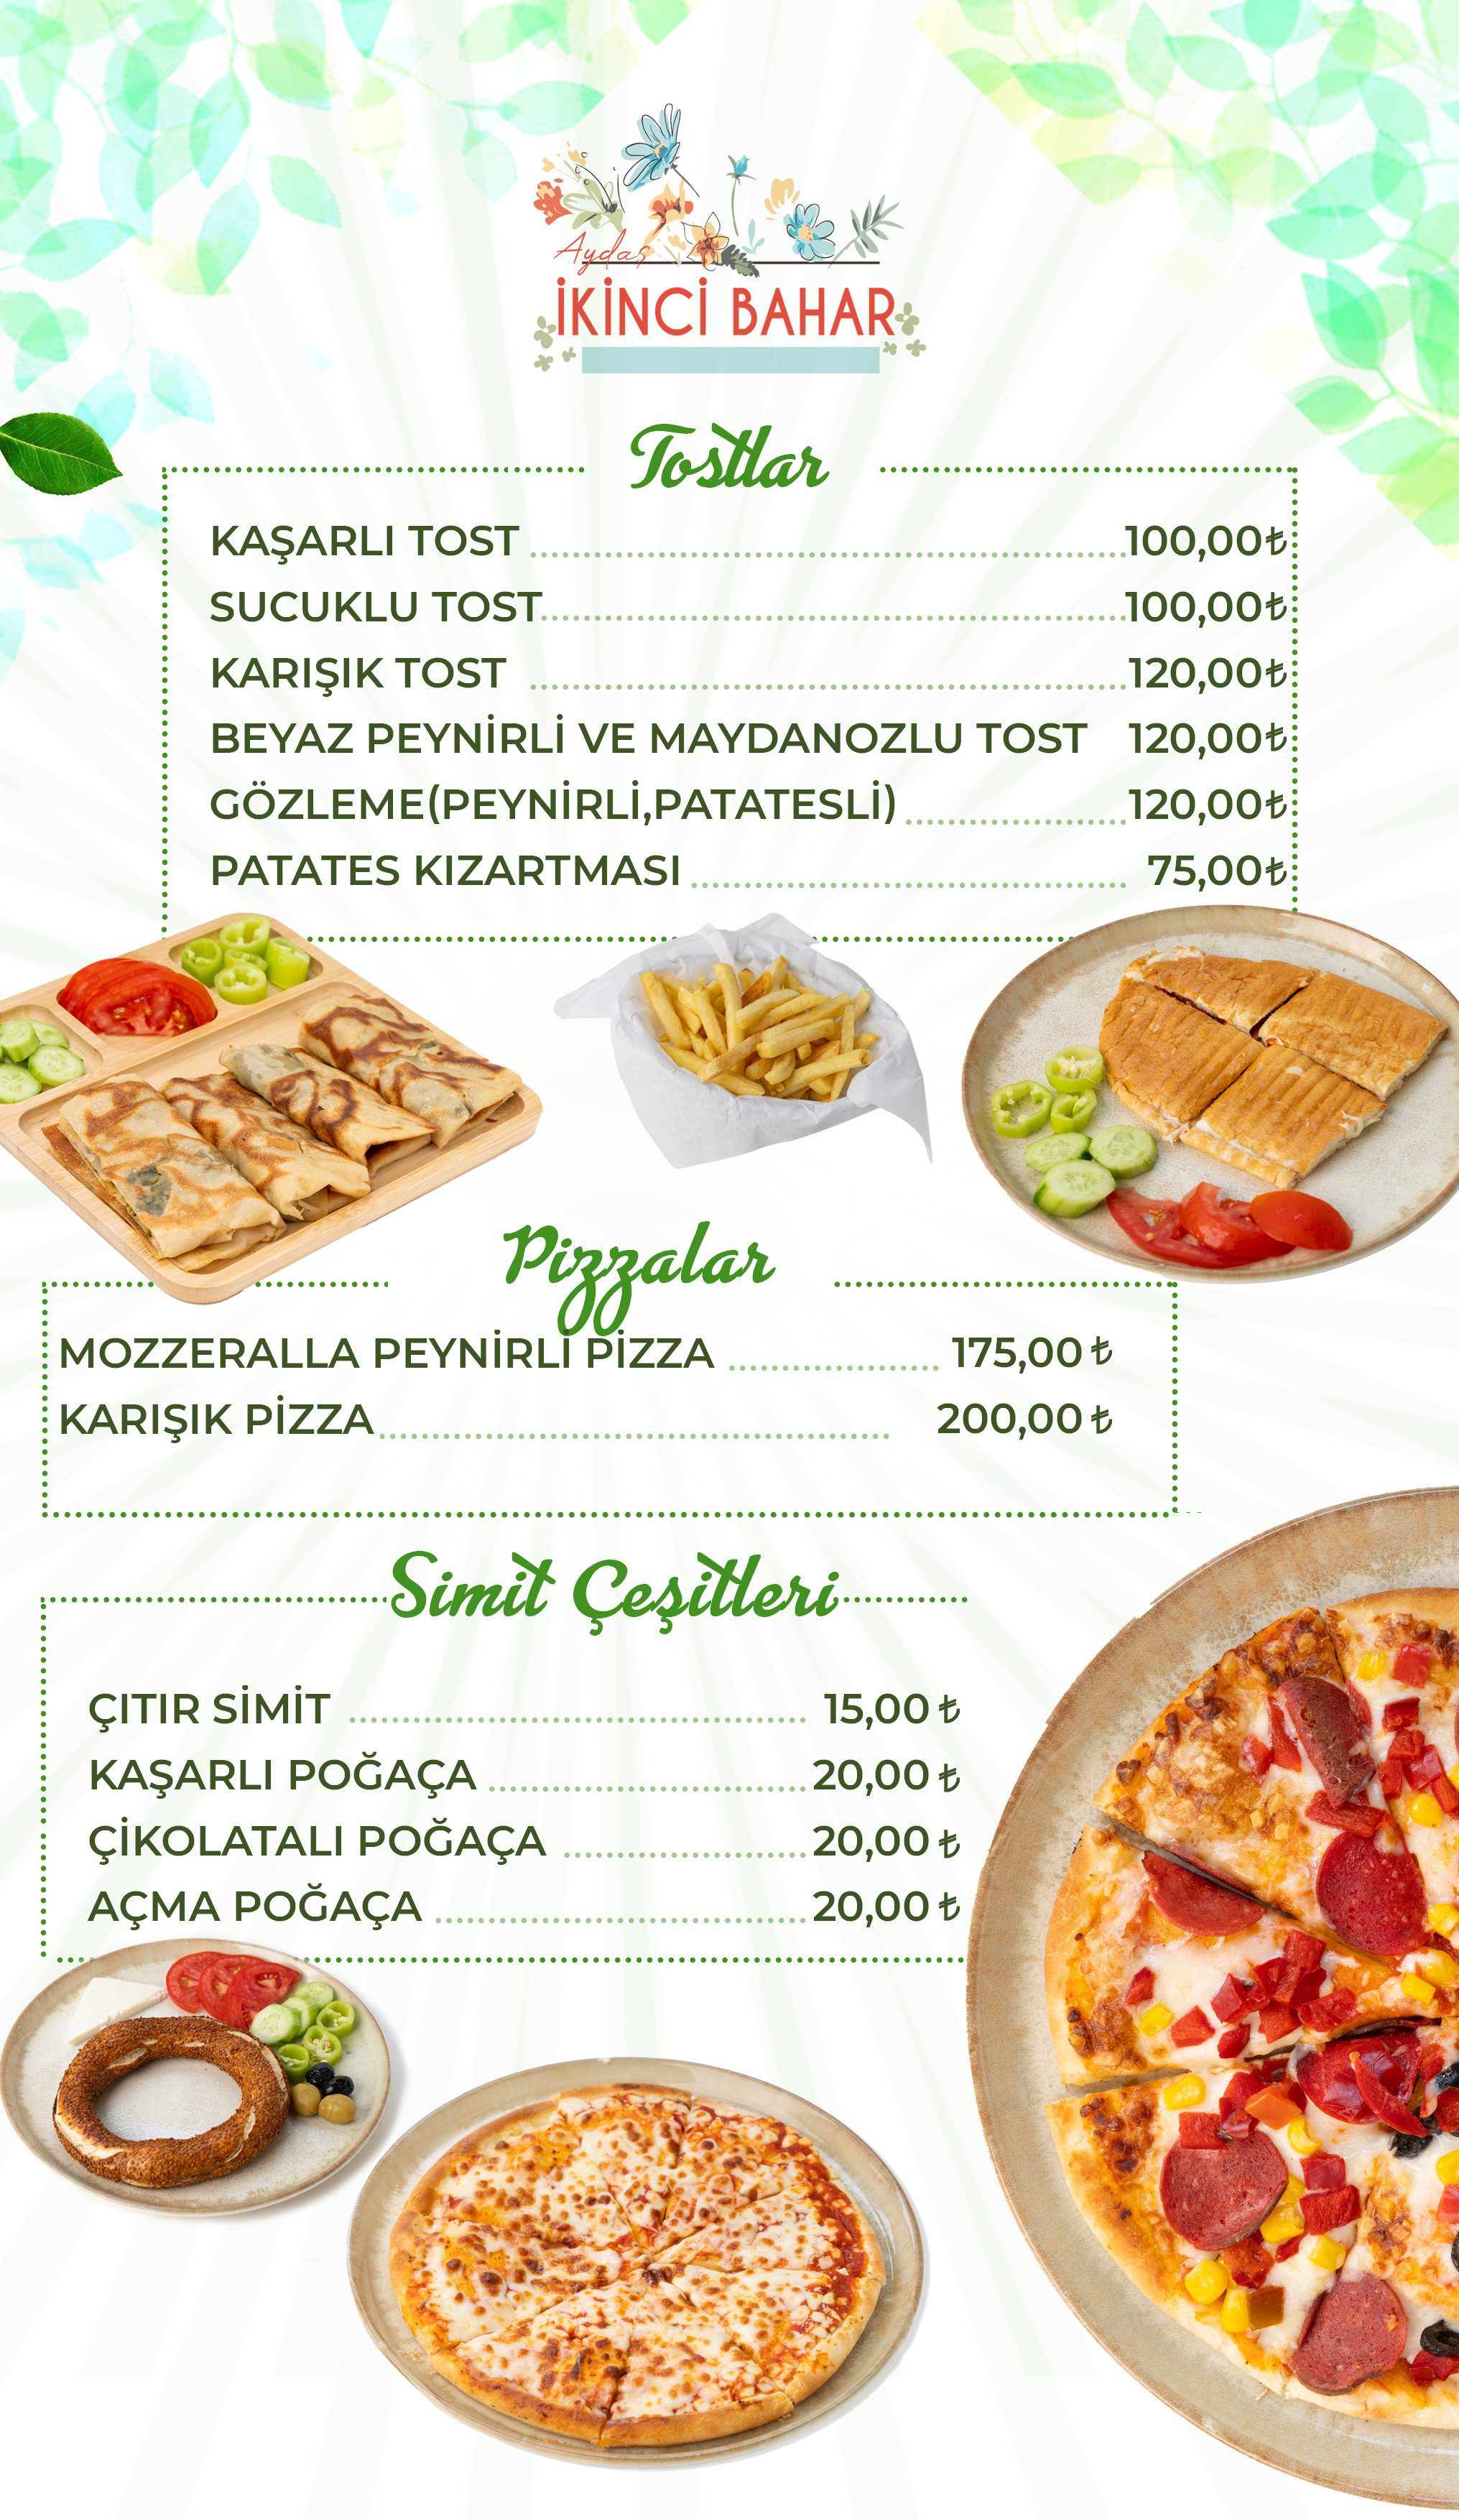 Aydaş
İKİNCİ BAHAR
Tostlar
KAŞARLI TOST 100,00₺
SUCUKLU TOST 100,00₺
KARIŞIK TOST 120,00₺
BEYAZ PEYNİRLİ VE MAYDANOZLU TOST 120,00₺
GÖZLEME(PEYNİRLİ,PATATESLİ) 120,00₺
PATATES KIZARTMASI 75,00₺
Pizzalar
MOZZERALLA PEYNİRLİ PİZZA 175,00 ₺
KARIŞIK PİZZA 200,00 ₺
Simit Çeşitleri
ÇITIR SİMİT 15,00 ₺
KAŞARLI POĞAÇA 20,00 ₺
ÇİKOLATALI POĞAÇA 20,00 ₺
AÇMA POĞAÇA 20,00 ₺